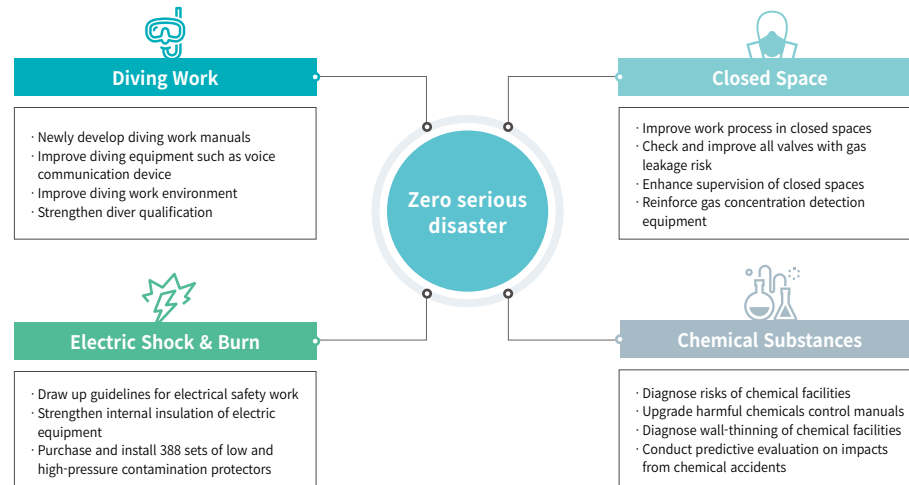 Diving Work
· Newly develop diving work manuals
· Improve diving equipment such as voice
communication device
· Improve diving work environment
· Strengthen diver qualification
Closed Space
· Improve work process in closed spaces
· Check and improve all valves with gas
leakage risk
· Enhance supervision of closed spaces
· Reinforce gas concentration detection
equipment
Zero serious
disaster
Electric Shock & Burn
· Draw up guidelines for electrical safety work
· Strengthen internal insulation of electric
equipment
· Purchase and install 388 sets of low and
high-pressure contamination protectors
Chemical Substances
· Diagnose risks of chemical facilities
· Upgrade harmful chemicals control manuals
· Diagnose wall-thinning of chemical facilities
· Conduct predictive evaluation on impacts
from chemical accidents